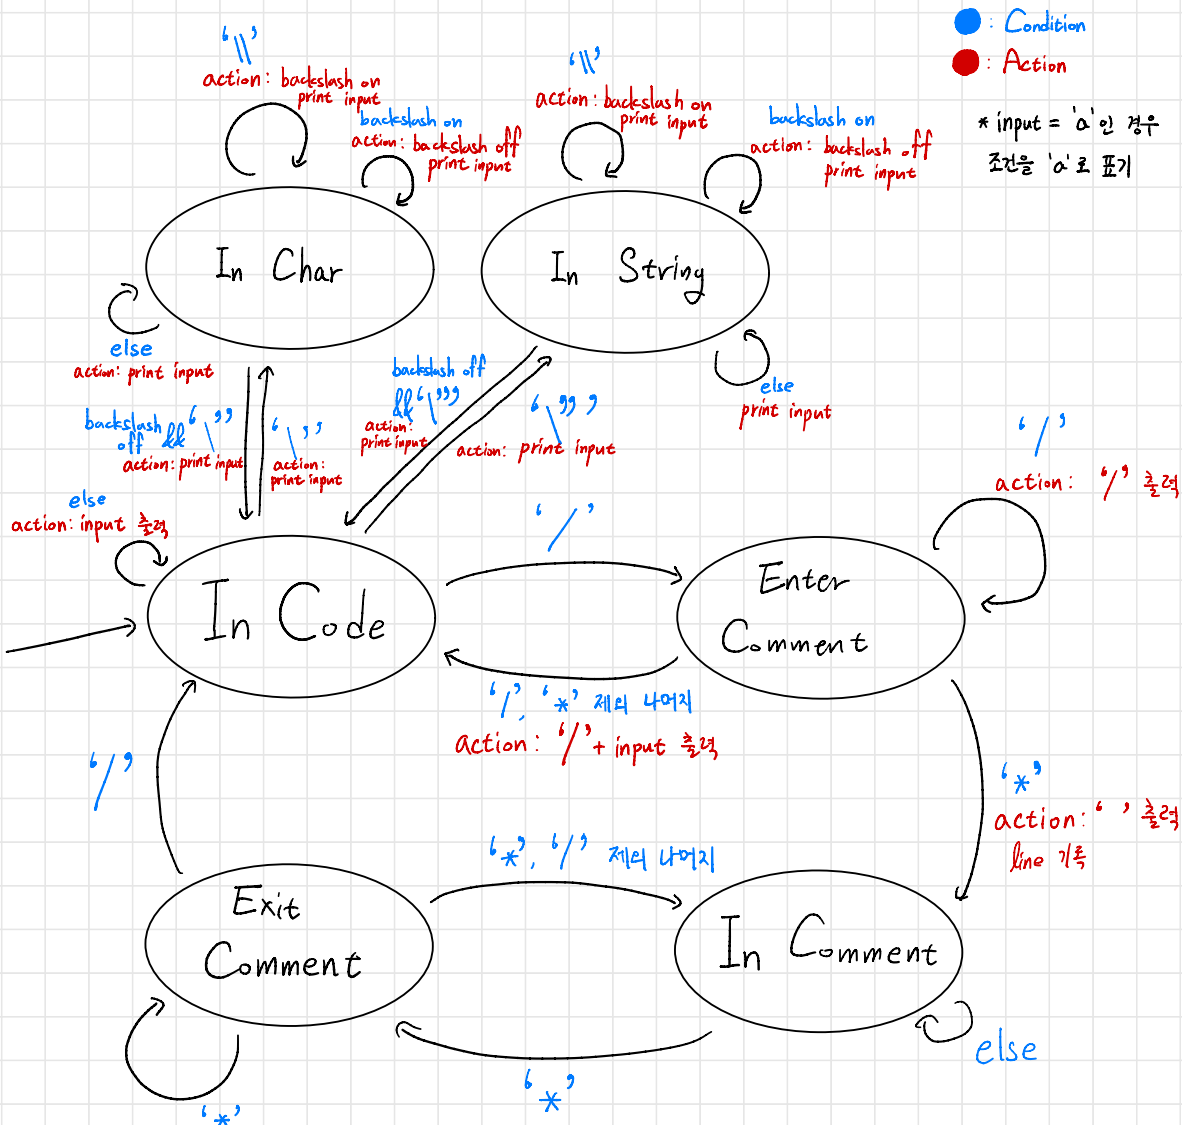 : Condition
: Action
* input = 'a'인 경우
조건을 'a'로 표기
'\\'
action: backslash on
print input
backslash on
action: backslash off
print input
'\\'
action: backslash on
print input
backslash on
action: backslash off
print input
In Char
In String
else
action: print input
else
print input
backslash
off && '\''
action: print input
'\''
action:
print input
backslash off
&& '\"'
action:
print input
'\"'
action: print input
else
action: input 출력
'/'
'/'
action: '/' 출력
In Code
Enter
Comment
'/', '*' 제외 나머지
action: '/' + input 출력
'/'
'*'
action: ' ' 출력
line 기록
'*', '/' 제외 나머지
Exit
Comment
In Comment
else
'*'
'*'